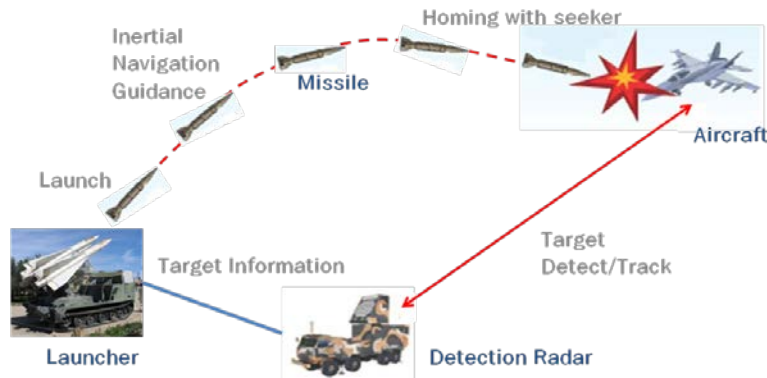 Homing with seeker
Inertial
Navigation
Guidance
Missile
Aircraft
Launch
Target
Detect/Track
Target Information
Launcher
Detection Radar